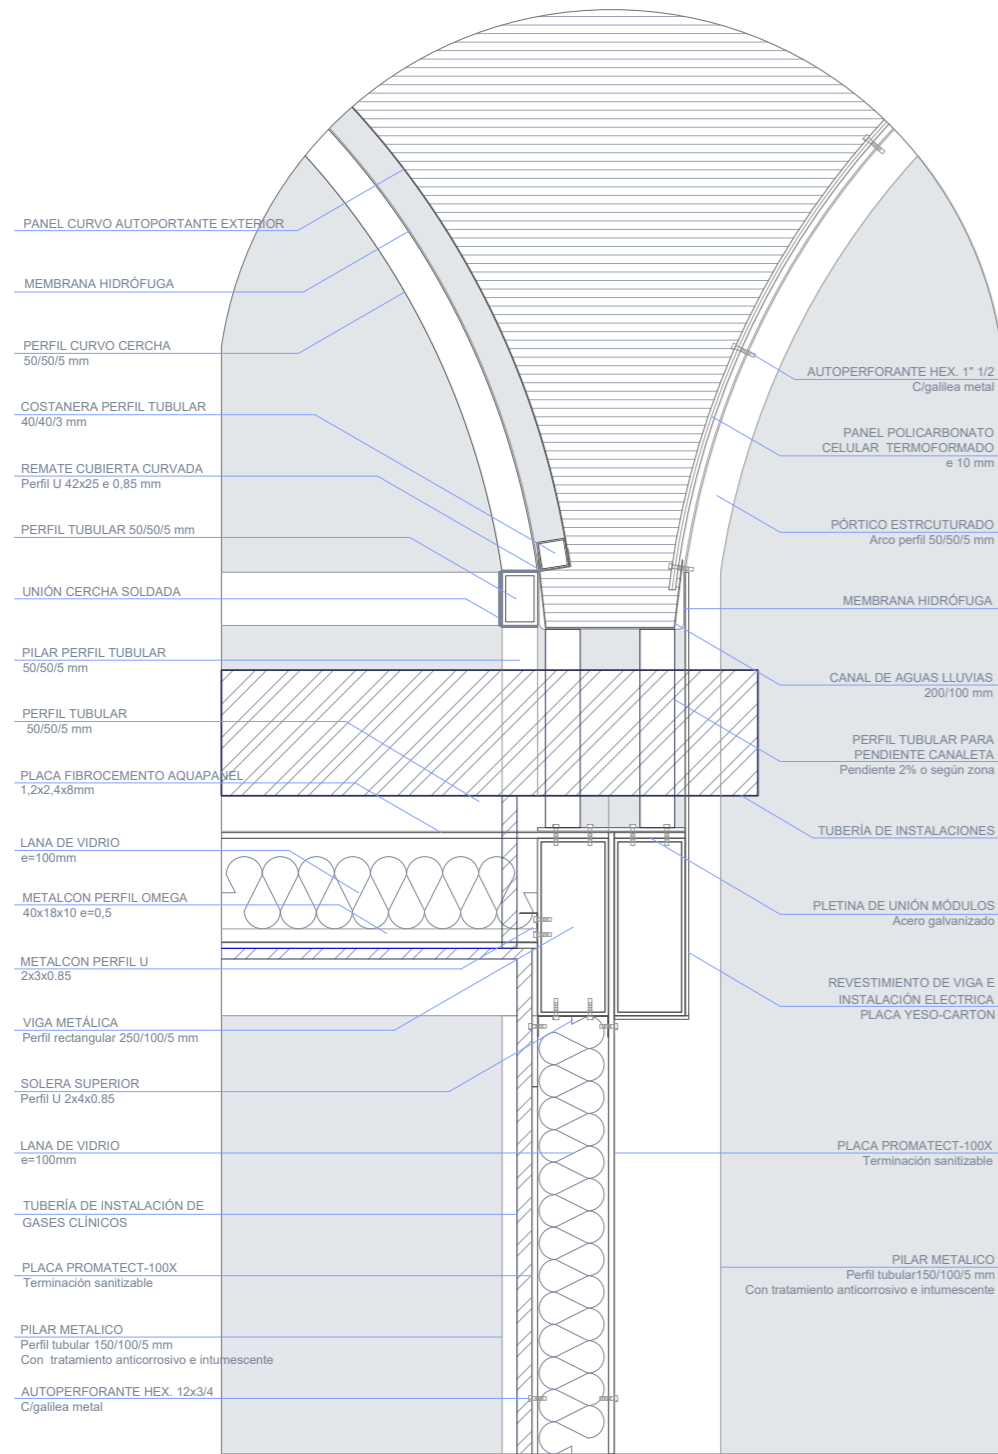 PANEL CURVO AUTOPORTANTE EXTERIOR
MEMBRANA HIDRÓFUGA
PERFIL CURVO CERCHA
50/50/5 mm
COSTANERA PERFIL TUBULAR
40/40/3 mm
REMATE CUBIERTA CURVADA
Perfil U 42x25 e 0,85 mm
PERFIL TUBULAR 50/50/5 mm
UNIÓN CERCHA SOLDADA
PILAR PERFIL TUBULAR
50/50/5 mm
PERFIL TUBULAR
50/50/5 mm
PLACA FIBROCEMENTO AQUAPANEL
1,2x2,4x8mm
LANA DE VIDRIO
e=100mm
METALCON PERFIL OMEGA
40x18x10 e=0,5
METALCON PERFIL U
2x3x0.85
VIGA METÁLICA
Perfil rectangular 250/100/5 mm
SOLERA SUPERIOR
Perfil U 2x4x0.85
LANA DE VIDRIO
e=100mm
TUBERÍA DE INSTALACIÓN DE
GASES CLÍNICOS
PLACA PROMATECT-100X
Terminación sanitizable
PILAR METALICO
Perfil tubular 150/100/5 mm
Con tratamiento anticorrosivo e intumescente
AUTOPERFORANTE HEX. 12x3/4
C/galilea metal
AUTOPERFORANTE HEX. 1" 1/2
C/galilea metal
PANEL POLICARBONATO
CELULAR TERMOFORMADO
e 10 mm
PÓRTICO ESTRCUTURADO
Arco perfil 50/50/5 mm
MEMBRANA HIDRÓFUGA
CANAL DE AGUAS LLUVIAS
200/100 mm
PERFIL TUBULAR PARA
PENDIENTE CANALETA
Pendiente 2% o según zona
TUBERÍA DE INSTALACIONES
PLETINA DE UNIÓN MÓDULOS
Acero galvanizado
REVESTIMIENTO DE VIGA E
INSTALACIÓN ELECTRICA
PLACA YESO-CARTON
PLACA PROMATECT-100X
Terminación sanitizable
PILAR METALICO
Perfil tubular150/100/5 mm
Con tratamiento anticorrosivo e intumescente